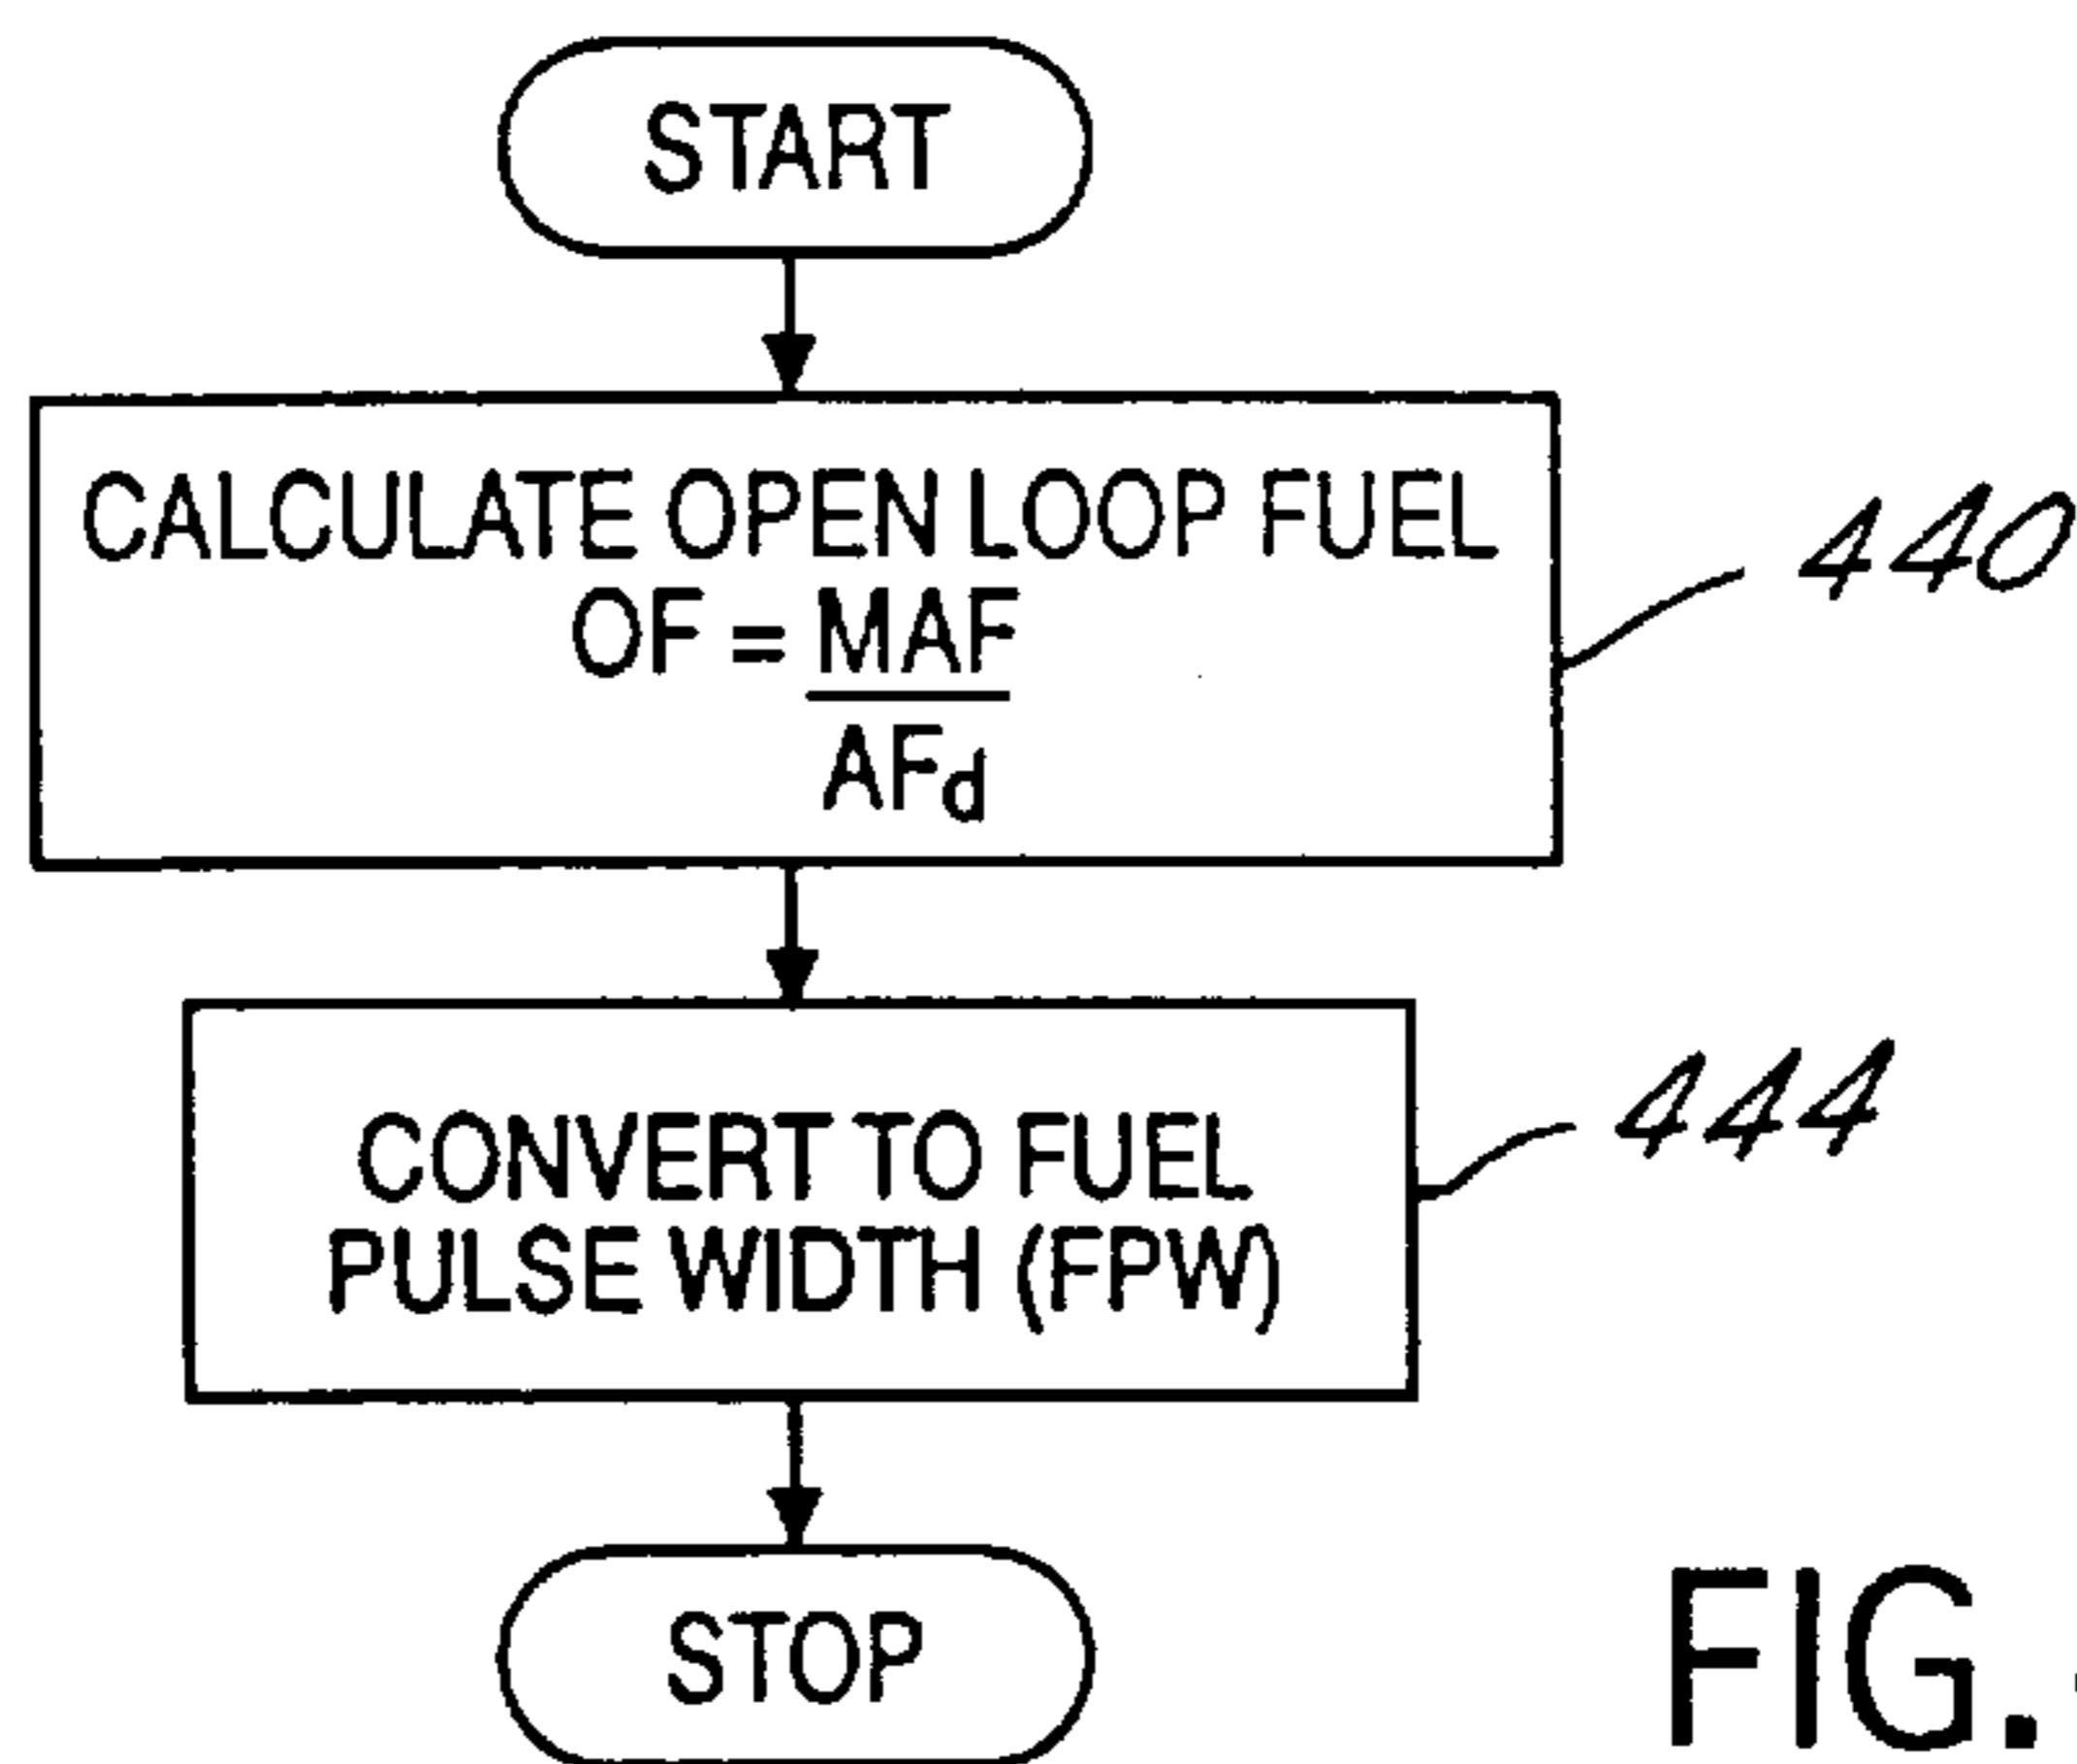 START
CALCULATE OPEN LOOP FUEL
OF = MAF
AFd
440
CONVERT TO FUEL
PULSE WIDTH (FPW)
444
STOP
FIG.